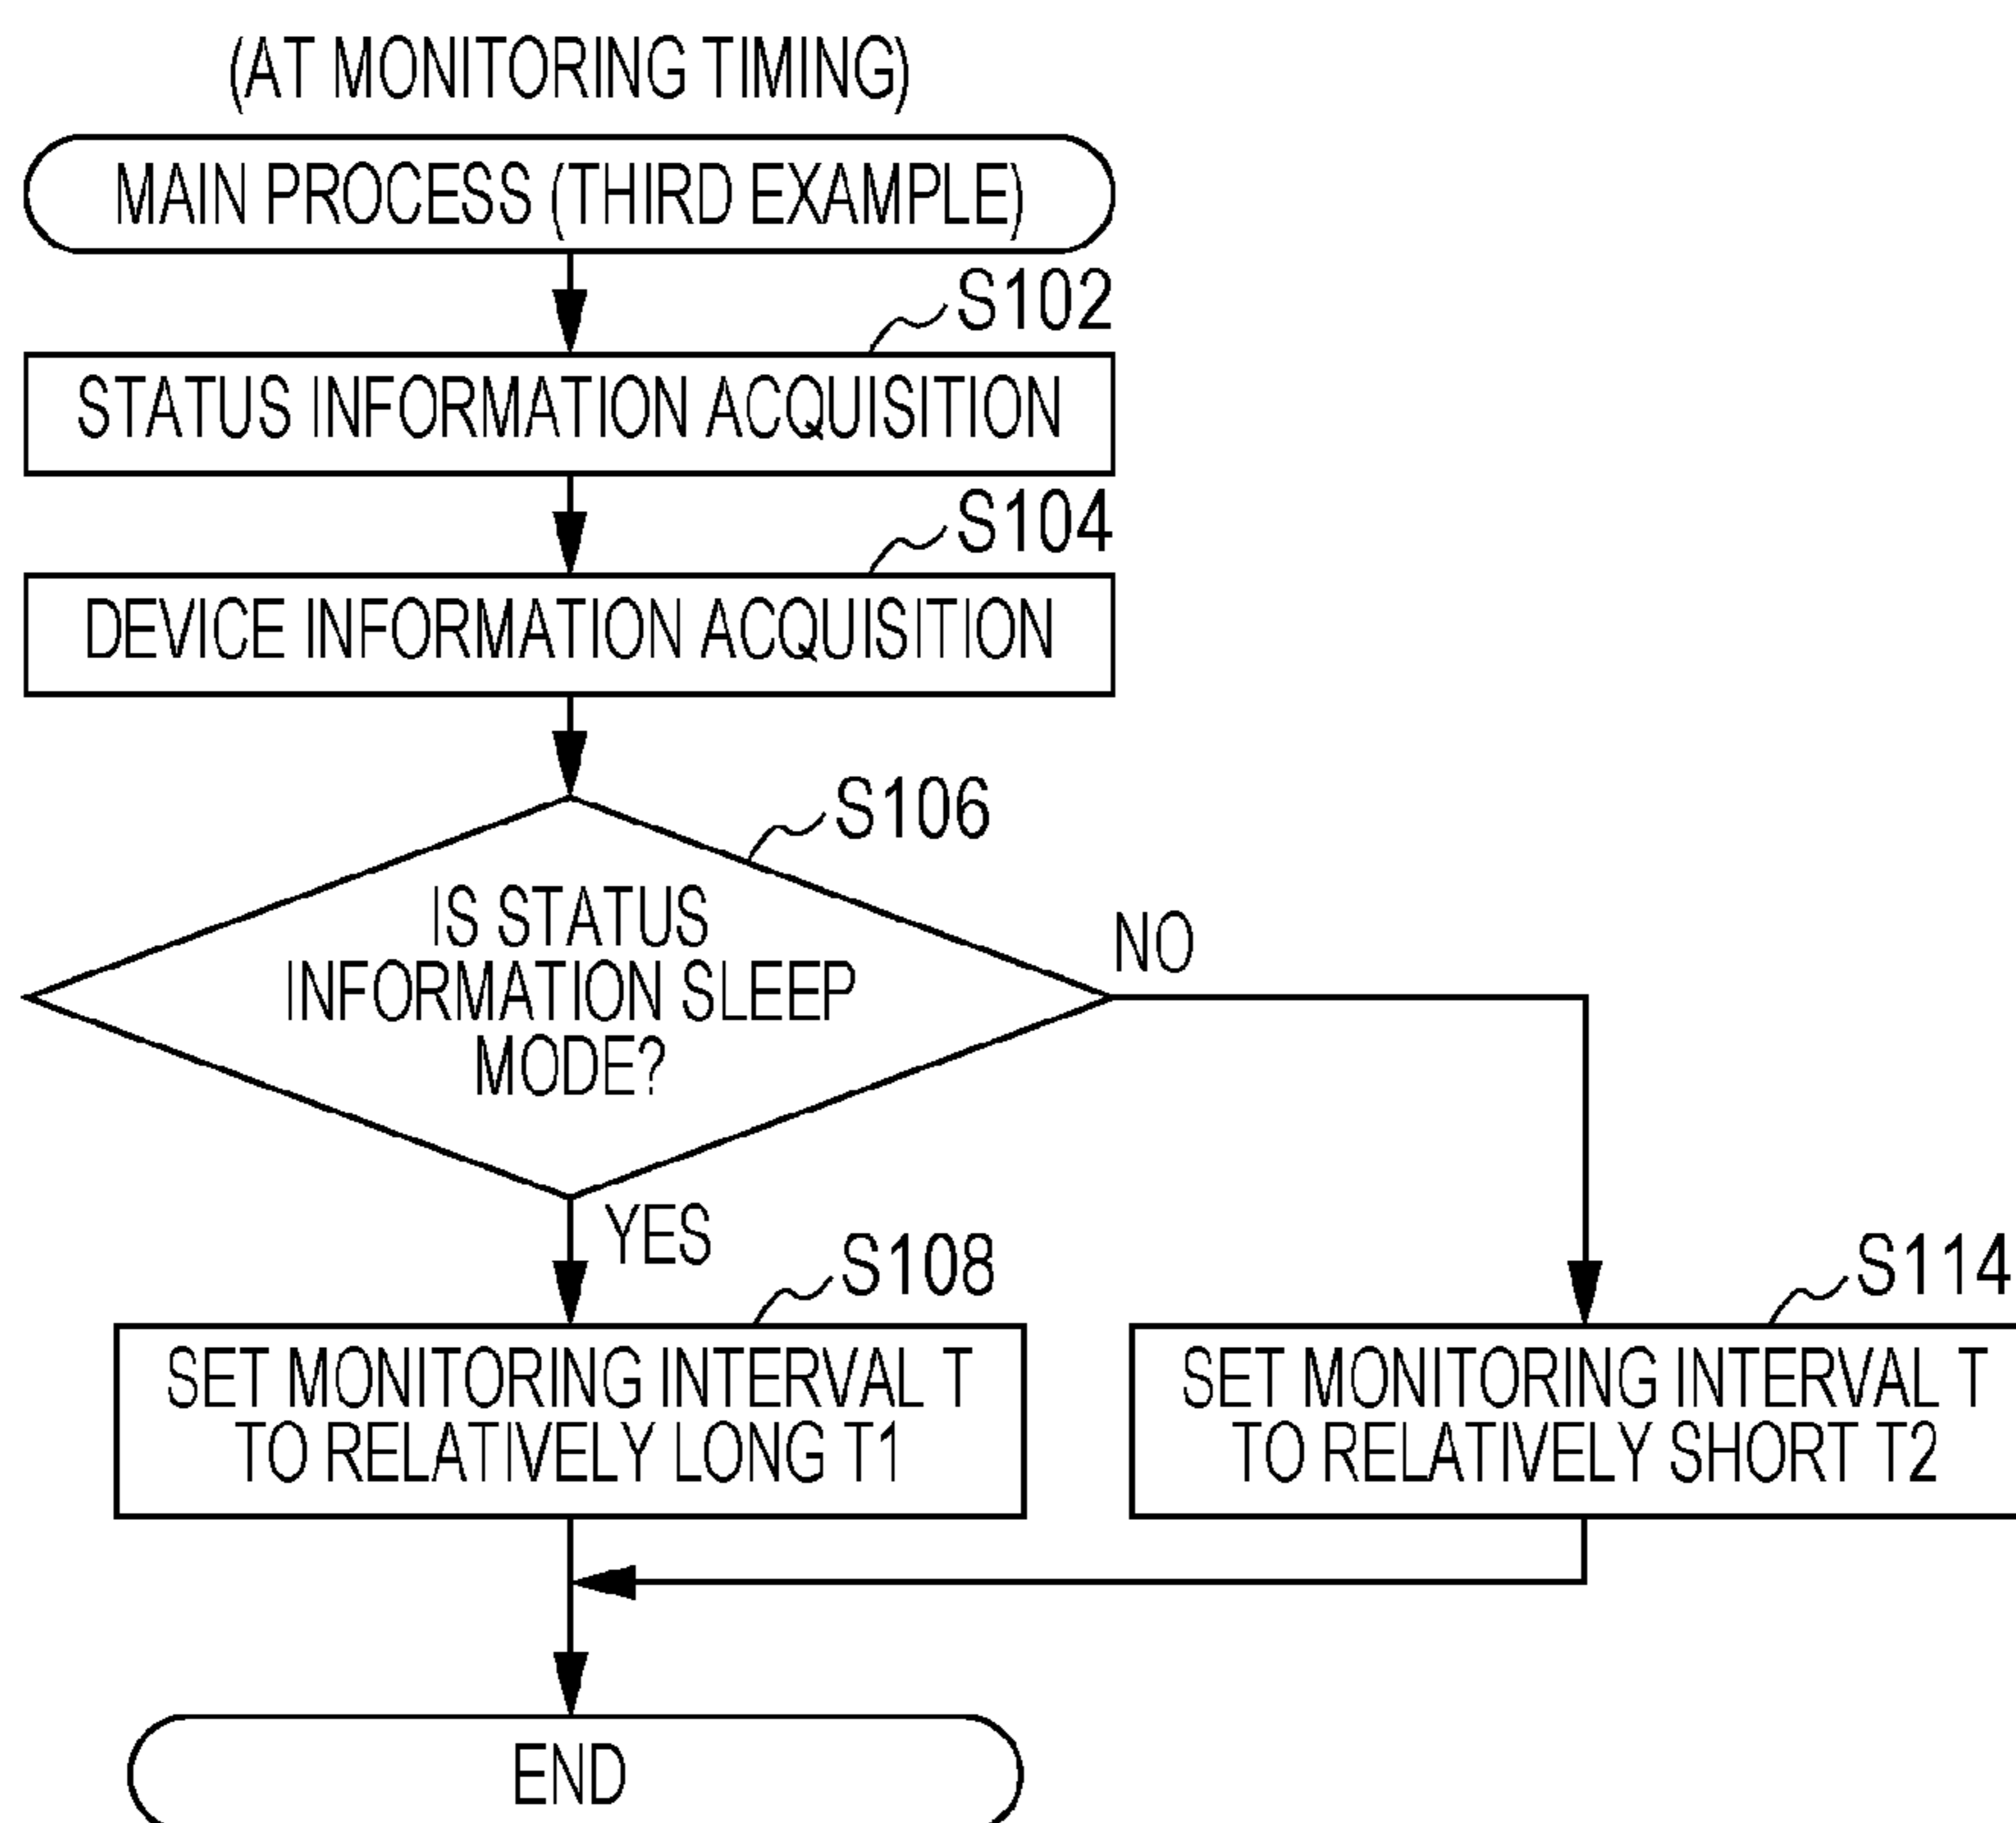 (AT MONITORING TIMING)
MAIN PROCESS (THIRD EXAMPLE)
S102
STATUS INFORMATION ACQUISITION
S104
DEVICE INFORMATION ACQUISITION
S106
IS STATUS
INFORMATION SLEEP
MODE?
NO
YES
S108
SET MONITORING INTERVAL T
TO RELATIVELY LONG T1
S114
SET MONITORING INTERVAL T
TO RELATIVELY SHORT T2
END